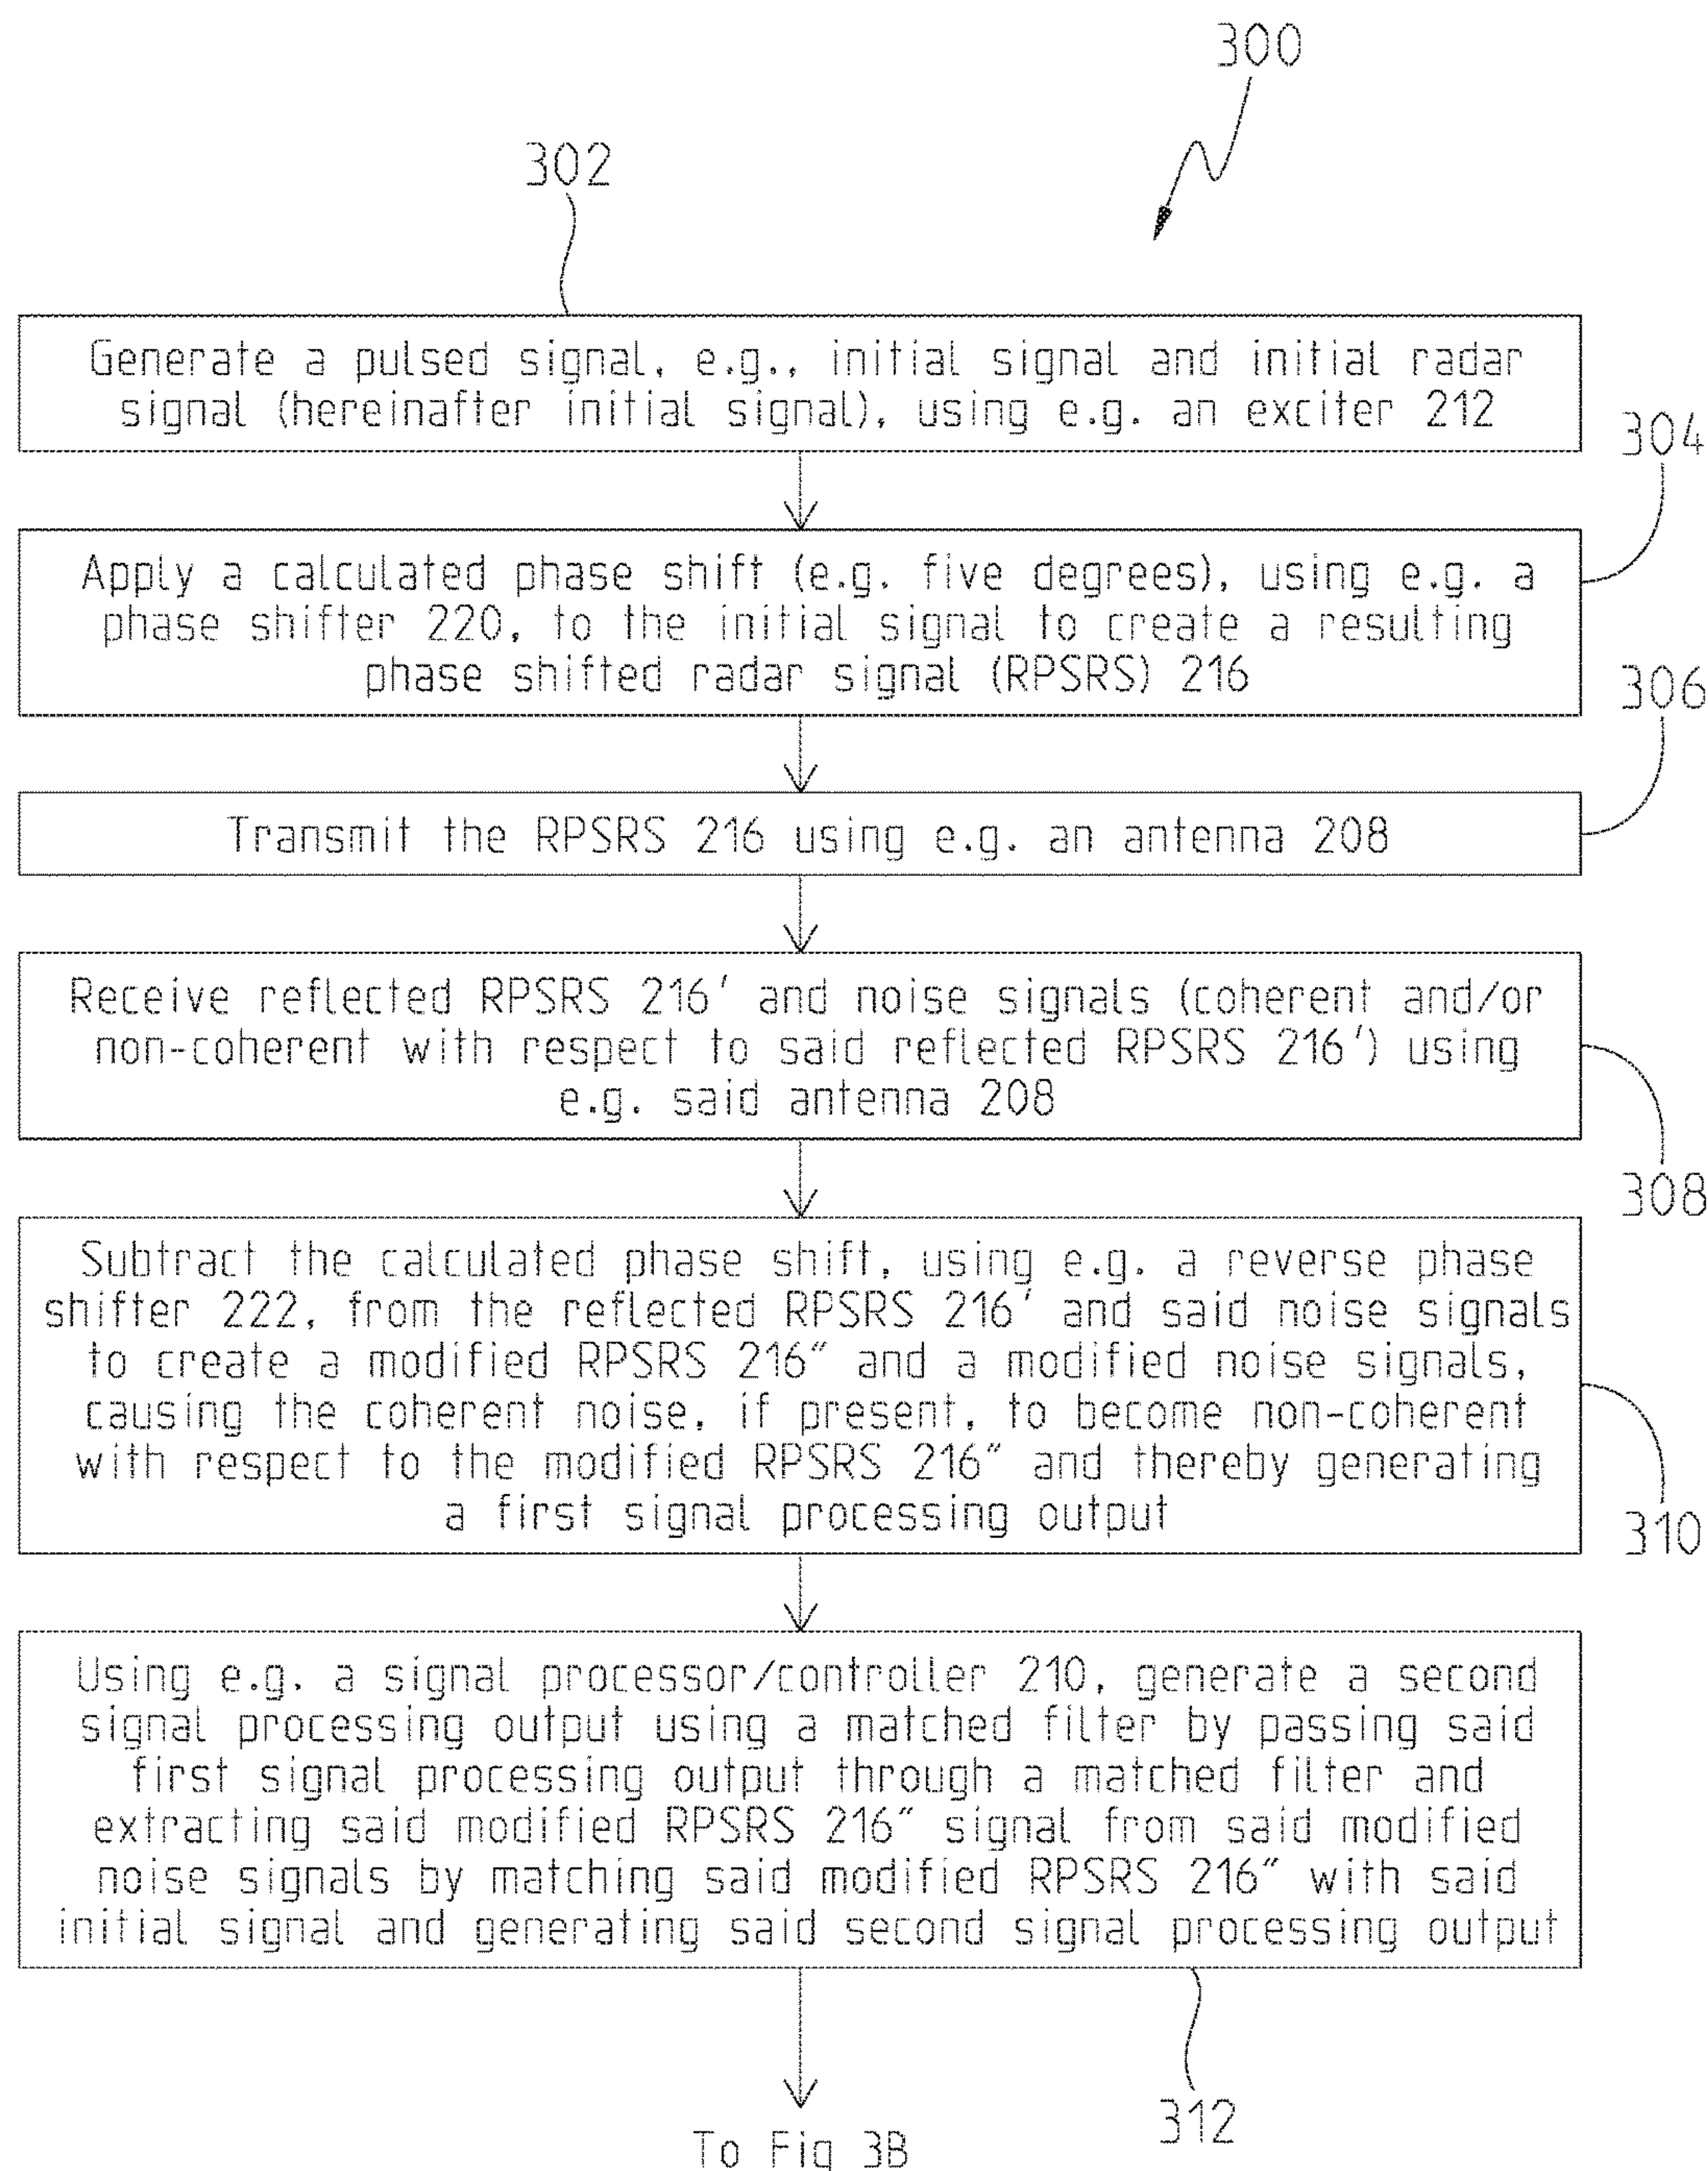 300
302
Generate a pulsed signal, e.g., initial signal and initial radar
signal (hereinafter initial signal), using e.g. an exciter 212
304
Apply a calculated phase shift (e.g. five degrees), using e.g. a
phase shifter 220, to the initial signal to create a resulting
phase shifted radar signal (RPSRS) 216
306
Transmit the RPSRS 216 using e.g. an antenna 208
Receive reflected RPSRS 216' and noise signals (coherent and/or
non-coherent with respect to said reflected RPSRS 216') using
e.g. said antenna 208
308
Subtract the calculated phase shift, using e.g. a reverse phase
shifter 222, from the reflected RPSRS 216' and said noise signals
to create a modified RPSRS 216" and a modified noise signals,
causing the coherent noise, if present, to become non-coherent
with respect to the modified RPSRS 216" and thereby generating
a first signal processing output
310
Using e.g. a signal processor/controller 210, generate a second
signal processing output using a matched filter by passing said
first signal processing output through a matched filter and
extracting said modified RPSRS 216" signal from said modified
noise signals by matching said modified RPSRS 216" with said
initial signal and generating said second signal processing output
312
To Fig 3B